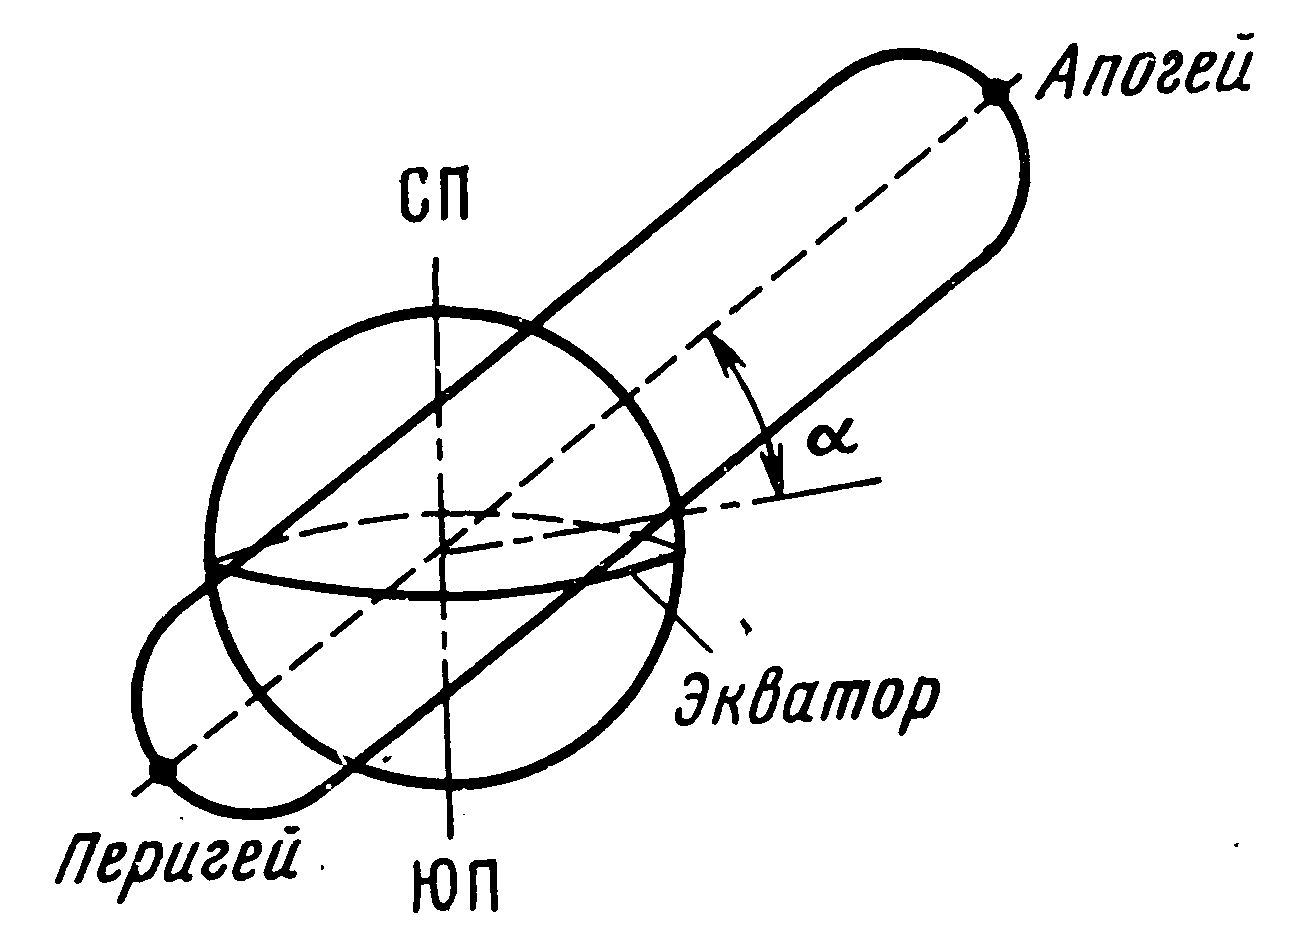 Апогей
СП
α
Экватор
Перигей
ЮП